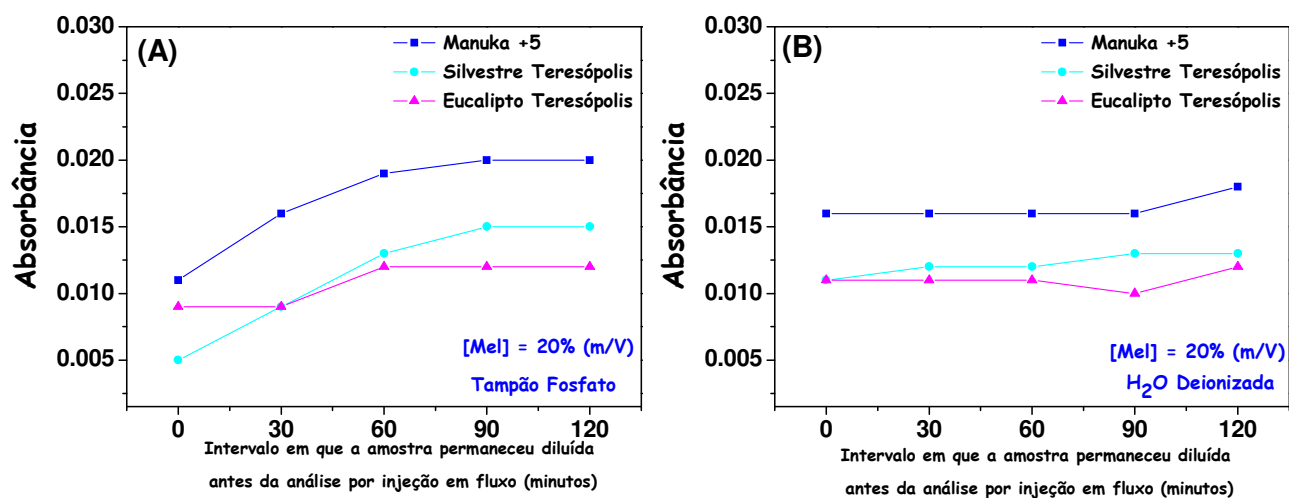 (A)
Manuka +5
Silvestre Teresópolis
Eucalipto Teresópolis
0.030
0.025
0.020
0.015
0.010
0.005
Absorbância
[Mel] = 20% (m/V)
Tampão Fosfato
0 30 60 90 120
Intervalo em que a amostra permaneceu diluída
antes da análise por injeção em fluxo (minutos)
(B)
Manuka +5
Silvestre Teresópolis
Eucalipto Teresópolis
0.030
0.025
0.020
0.015
0.010
0.005
Absorbância
[Mel] = 20% (m/V)
H₂O Deionizada
0 30 60 90 120
Intervalo em que a amostra permaneceu diluída
antes da análise por injeção em fluxo (minutos)